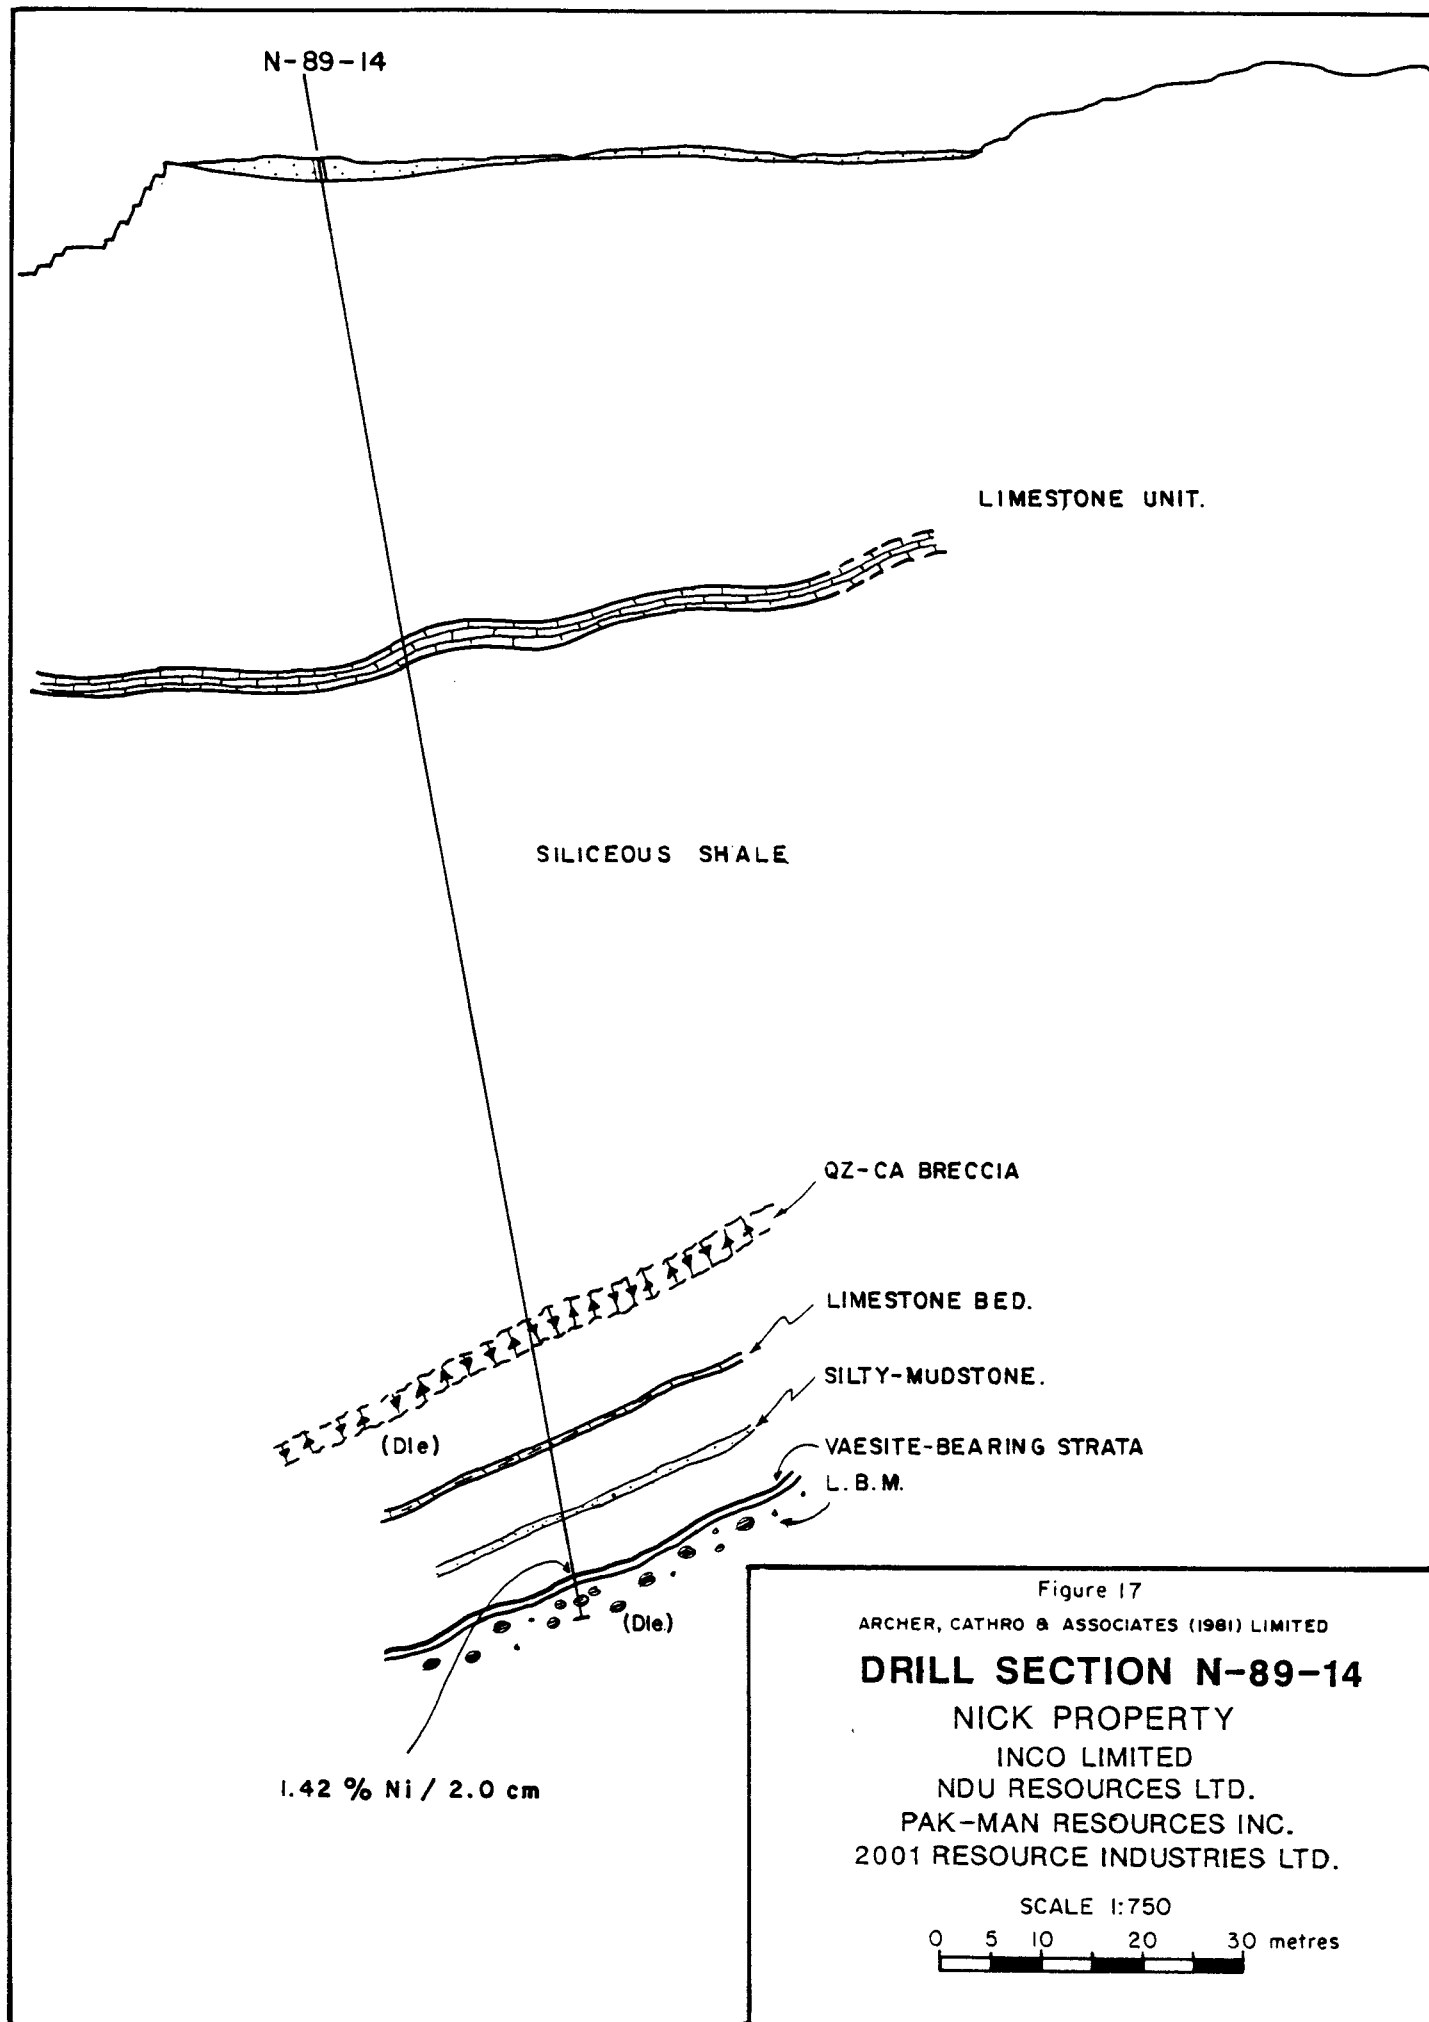 N-89-14
LIMESTONE UNIT.
SILICEOUS SHALE
QZ-CA BRECCIA
LIMESTONE BED.
SILTY-MUDSTONE.
(Dle)
VAESITE-BEARING STRATA
L.B.M.
(Dle.)
1.42 % Ni / 2.0 cm
Figure 17
ARCHER, CATHRO & ASSOCIATES (1981) LIMITED
DRILL SECTION N-89-14
NICK PROPERTY
INCO LIMITED
NDU RESOURCES LTD.
PAK-MAN RESOURCES INC.
2001 RESOURCE INDUSTRIES LTD.
SCALE 1:750
0 5 10 20 30 metres